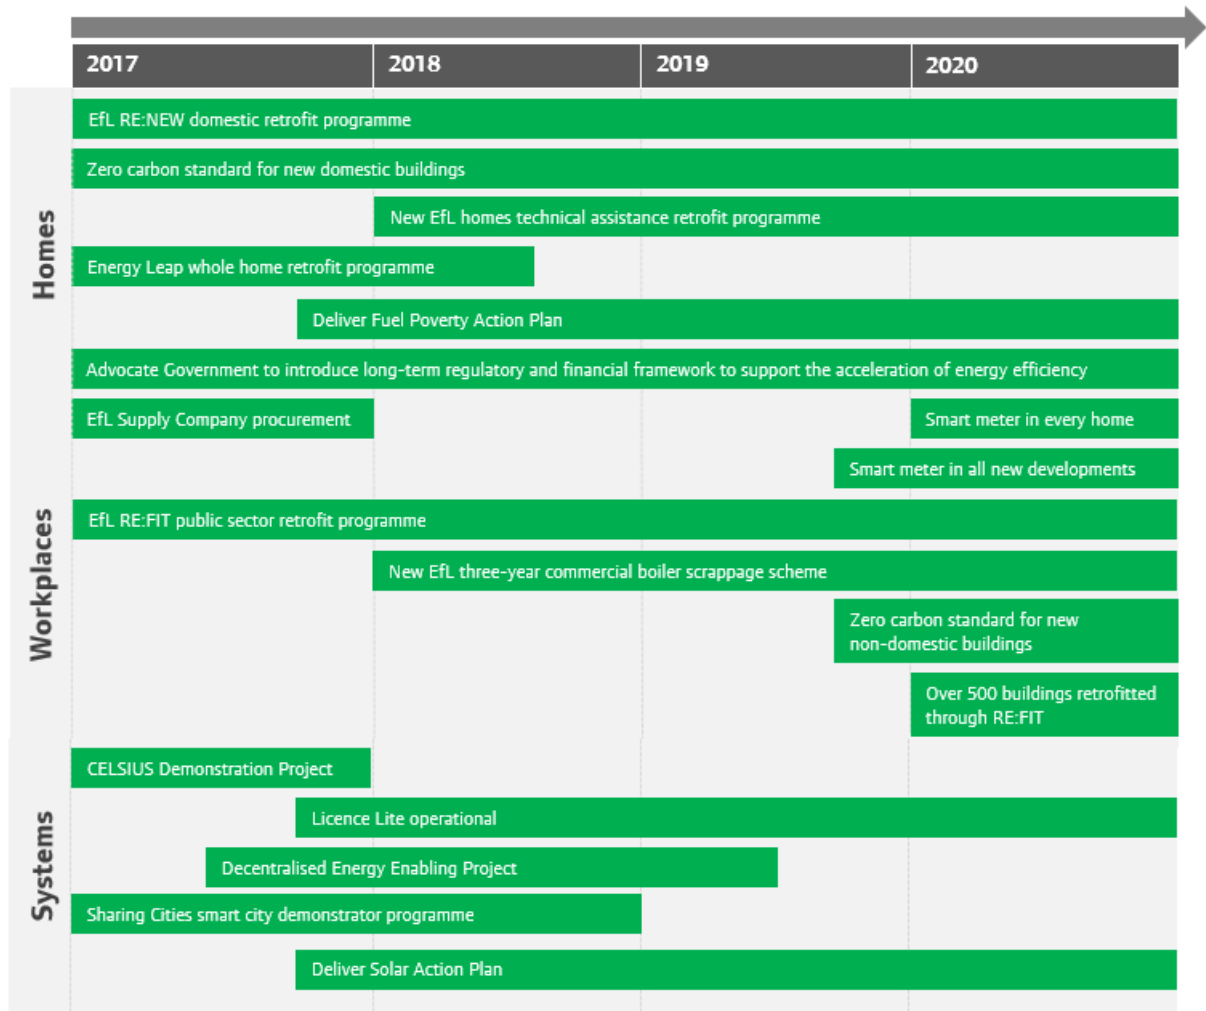 2017 2018 2019 2020
Homes
EfL RE:NEW domestic retrofit programme
Zero carbon standard for new domestic buildings
New EfL homes technical assistance retrofit programme
Energy Leap whole home retrofit programme
Deliver Fuel Poverty Action Plan
Advocate Government to introduce long-term regulatory and financial framework to support the acceleration of energy efficiency
EfL Supply Company procurement
Smart meter in every home
Smart meter in all new developments
Workplaces
EfL RE:FIT public sector retrofit programme
New EfL three-year commercial boiler scrappage scheme
Zero carbon standard for new
non-domestic buildings
Over 500 buildings retrofitted
through RE:FIT
Systems
CELSIUS Demonstration Project
Licence Lite operational
Decentralised Energy Enabling Project
Sharing Cities smart city demonstrator programme
Deliver Solar Action Plan